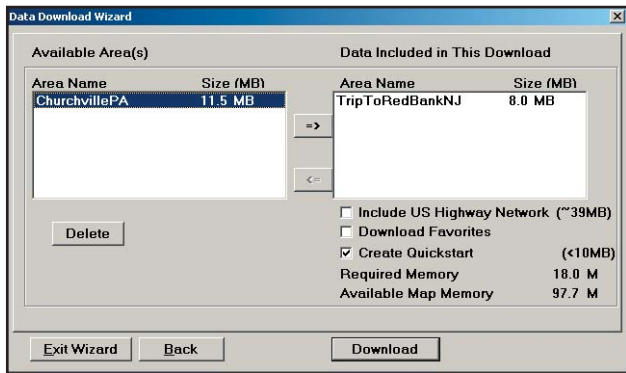 Data Download Wizard
Available Area(s)
Data Included in This Download
Area Name Size (MB)
ChurchvillePA 11.5 MB
=>
<=
Delete
Area Name Size (MB)
TripToRedBankNJ 8.0 MB
Include US Highway Network (~39MB)
Download Favorites
Create Quickstart (<10MB)
Required Memory 18.0 M
Available Map Memory 97.7 M
Exit Wizard
Back
Download